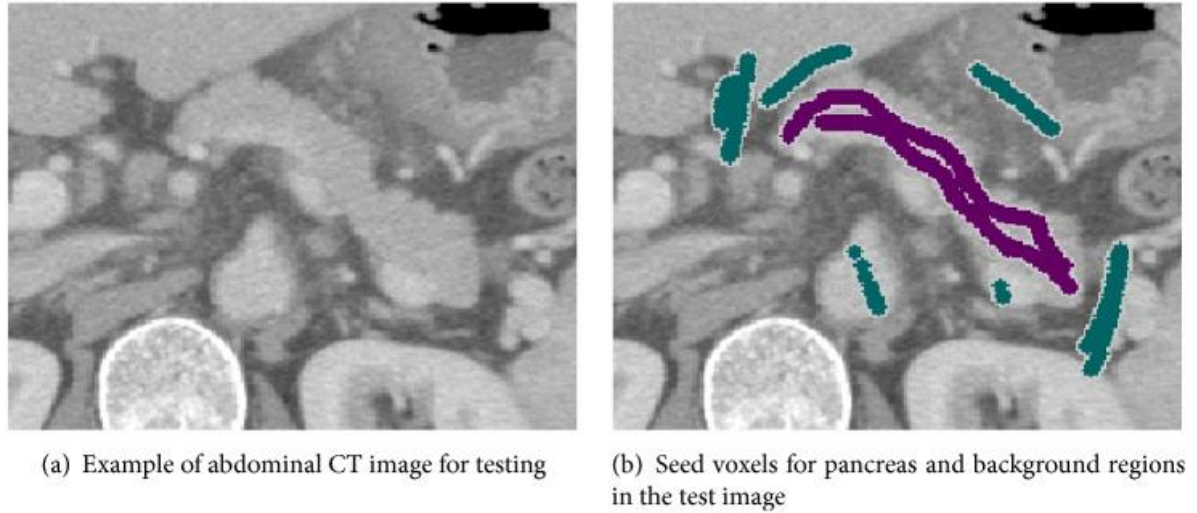 (a) Example of abdominal CT image for testing
(b) Seed voxels for pancreas and background regions
in the test image